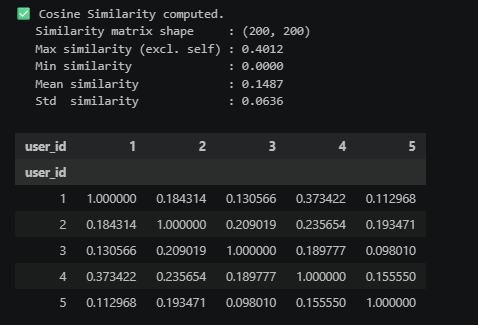 ✅ Cosine Similarity computed.
Similarity matrix shape : (200, 200)
Max similarity (excl. self) : 0.4012
Min similarity : 0.0000
Mean similarity : 0.1487
Std similarity : 0.0636
user_id 1 2 3 4 5
user_id
1 1.000000 0.184314 0.130566 0.373422 0.112968
2 0.184314 1.000000 0.209019 0.235654 0.193471
3 0.130566 0.209019 1.000000 0.189777 0.098010
4 0.373422 0.235654 0.189777 1.000000 0.155550
5 0.112968 0.193471 0.098010 0.155550 1.000000